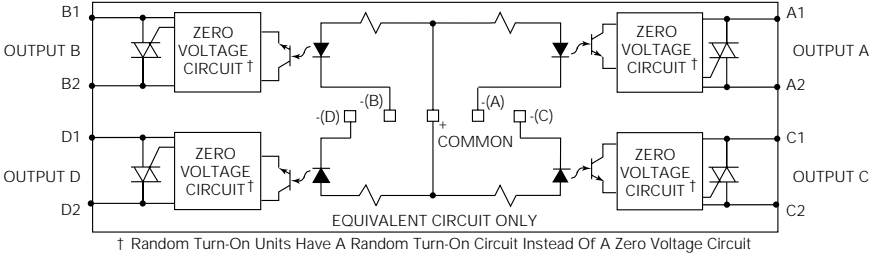 B1
OUTPUT B
B2
ZERO
VOLTAGE
CIRCUIT †
ZERO
VOLTAGE
CIRCUIT †
A1
OUTPUT A
A2
-(D)
-(B)
+
COMMON
-(A)
-(C)
D1
OUTPUT D
D2
ZERO
VOLTAGE
CIRCUIT †
ZERO
VOLTAGE
CIRCUIT †
C1
OUTPUT C
C2
EQUIVALENT CIRCUIT ONLY
† Random Turn-On Units Have A Random Turn-On Circuit Instead Of A Zero Voltage Circuit